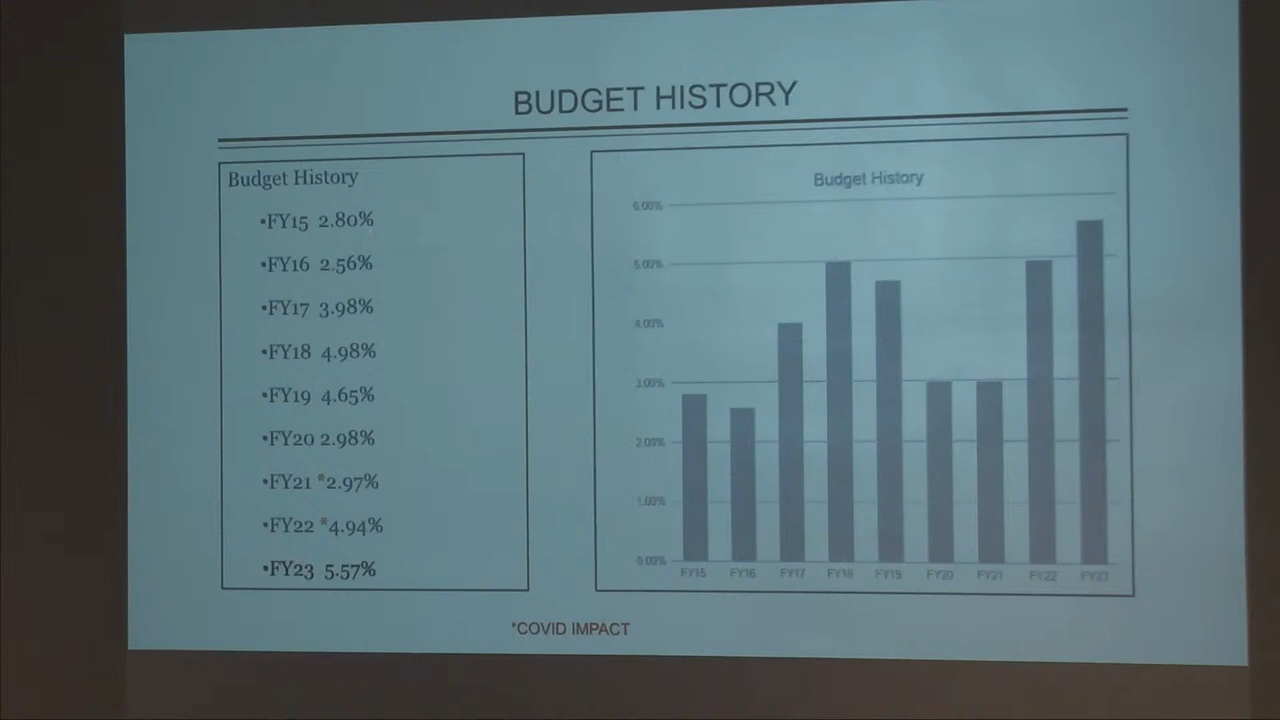 BUDGET HISTORY
Budget History
•FY15 2.80%
•FY16 2.56%
•FY17 3.98%
•FY18 4.98%
•FY19 4.65%
•FY20 2.98%
•FY21 *2.97%
•FY22 *4.94%
•FY23 5.57%
Budget History
6.00%
5.00%
4.00%
3.00%
2.00%
1.00%
0.00%
FY15 FY16 FY17 FY18 FY19 FY20 FY21 FY22 FY23
*COVID IMPACT